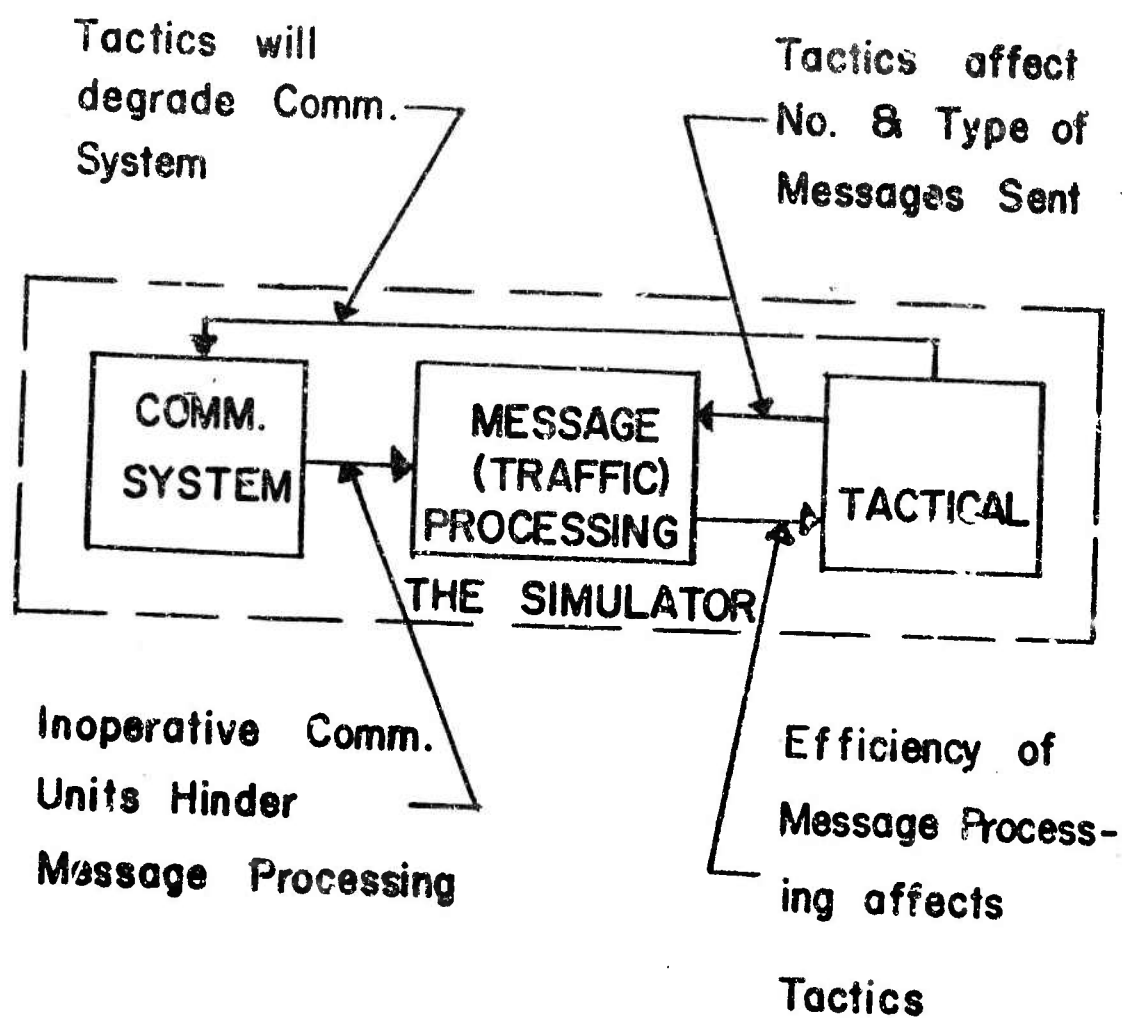 Tactics will
degrade Comm.
System
Tactics affect
No. & Type of
Messages Sent
COMM.
SYSTEM
MESSAGE
(TRAFFIC)
PROCESSING
TACTICAL
THE SIMULATOR
Inoperative Comm.
Units Hinder
Message Processing
Efficiency of
Message Process-
ing affects
Tactics